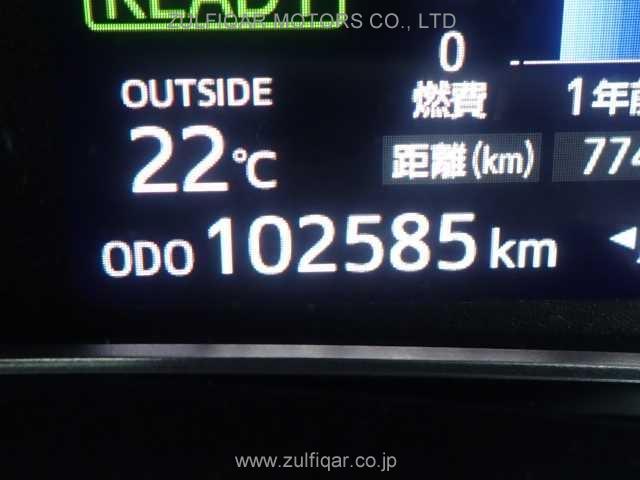 READY
ZULFIQAR MOTORS CO., LTD
0
OUTSIDE
燃費
1年前
22°C
距離(km)
774
ODO 102585 km
www.zulfiqar.co.jp